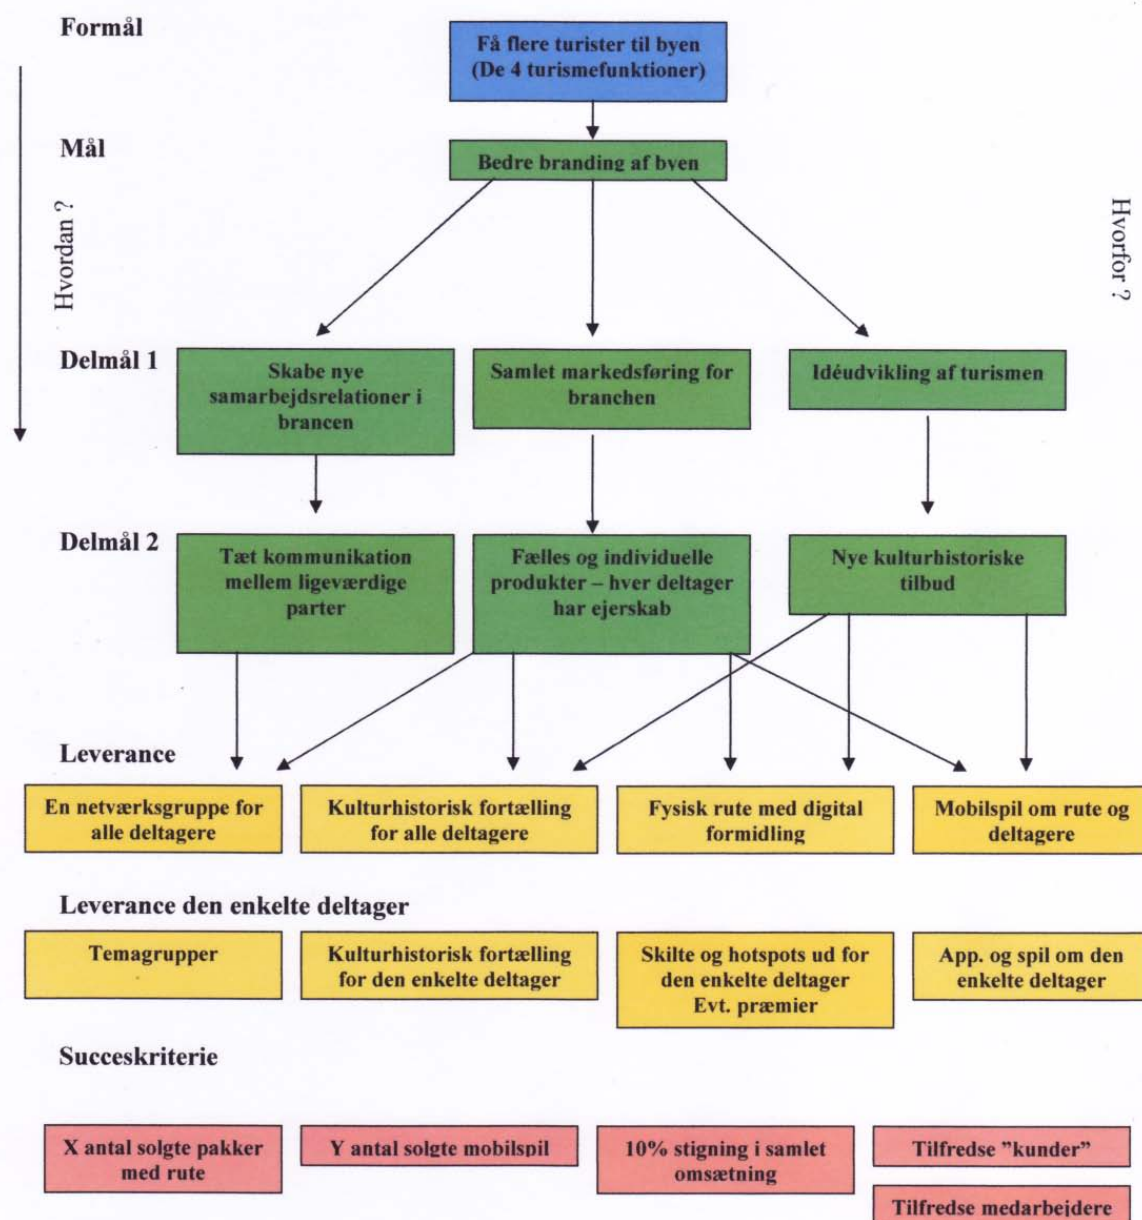 Formål
Få flere turister til byen
(De 4 turismefunktioner)
Mål
Bedre branding af byen
Hvordan ?
Hvorfor ?
Delmål 1
Skabe nye
samarbejdsrelationer i
brancen
Samlet markedsføring for
branchen
Idéudvikling af turismen
Delmål 2
Tæt kommunikation
mellem ligeværdige
parter
Fælles og individuelle
produkter – hver deltager
har ejerskab
Nye kulturhistoriske
tilbud
Leverance
En netværksgruppe for
alle deltagere
Kulturhistorisk fortælling
for alle deltagere
Fysisk rute med digital
formidling
Mobilspil om rute og
deltagere
Leverance den enkelte deltager
Temagrupper
Kulturhistorisk fortælling
for den enkelte deltager
Skilte og hotspots ud for
den enkelte deltager
Evt. præmier
App. og spil om den
enkelte deltager
Succeskriterie
X antal solgte pakker
med rute
Y antal solgte mobilspil
10% stigning i samlet
omsætning
Tilfredse ”kunder”
Tilfredse medarbejdere